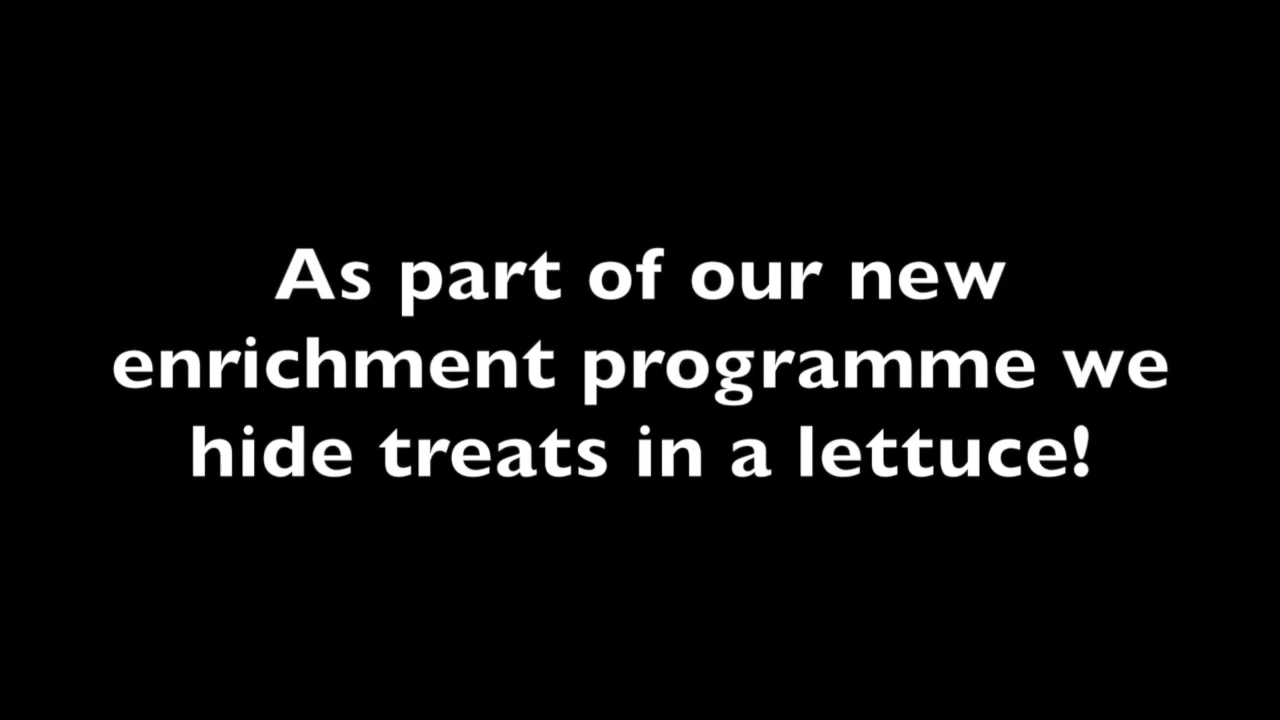 As part of our new
enrichment programme we
hide treats in a lettuce!